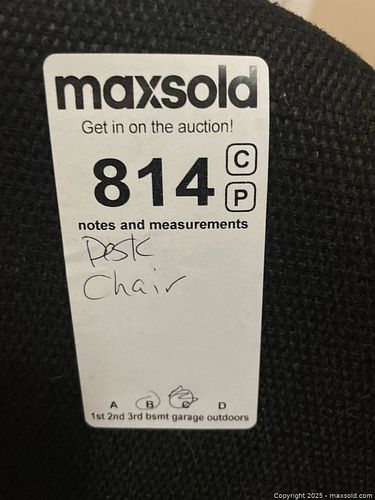 maxsold
Get in on the auction!
814 C
P
notes and measurements
Desk
Chair
A B C D
1st 2nd 3rd bsmt garage outdoors
Copyright 2025 - maxsold.com